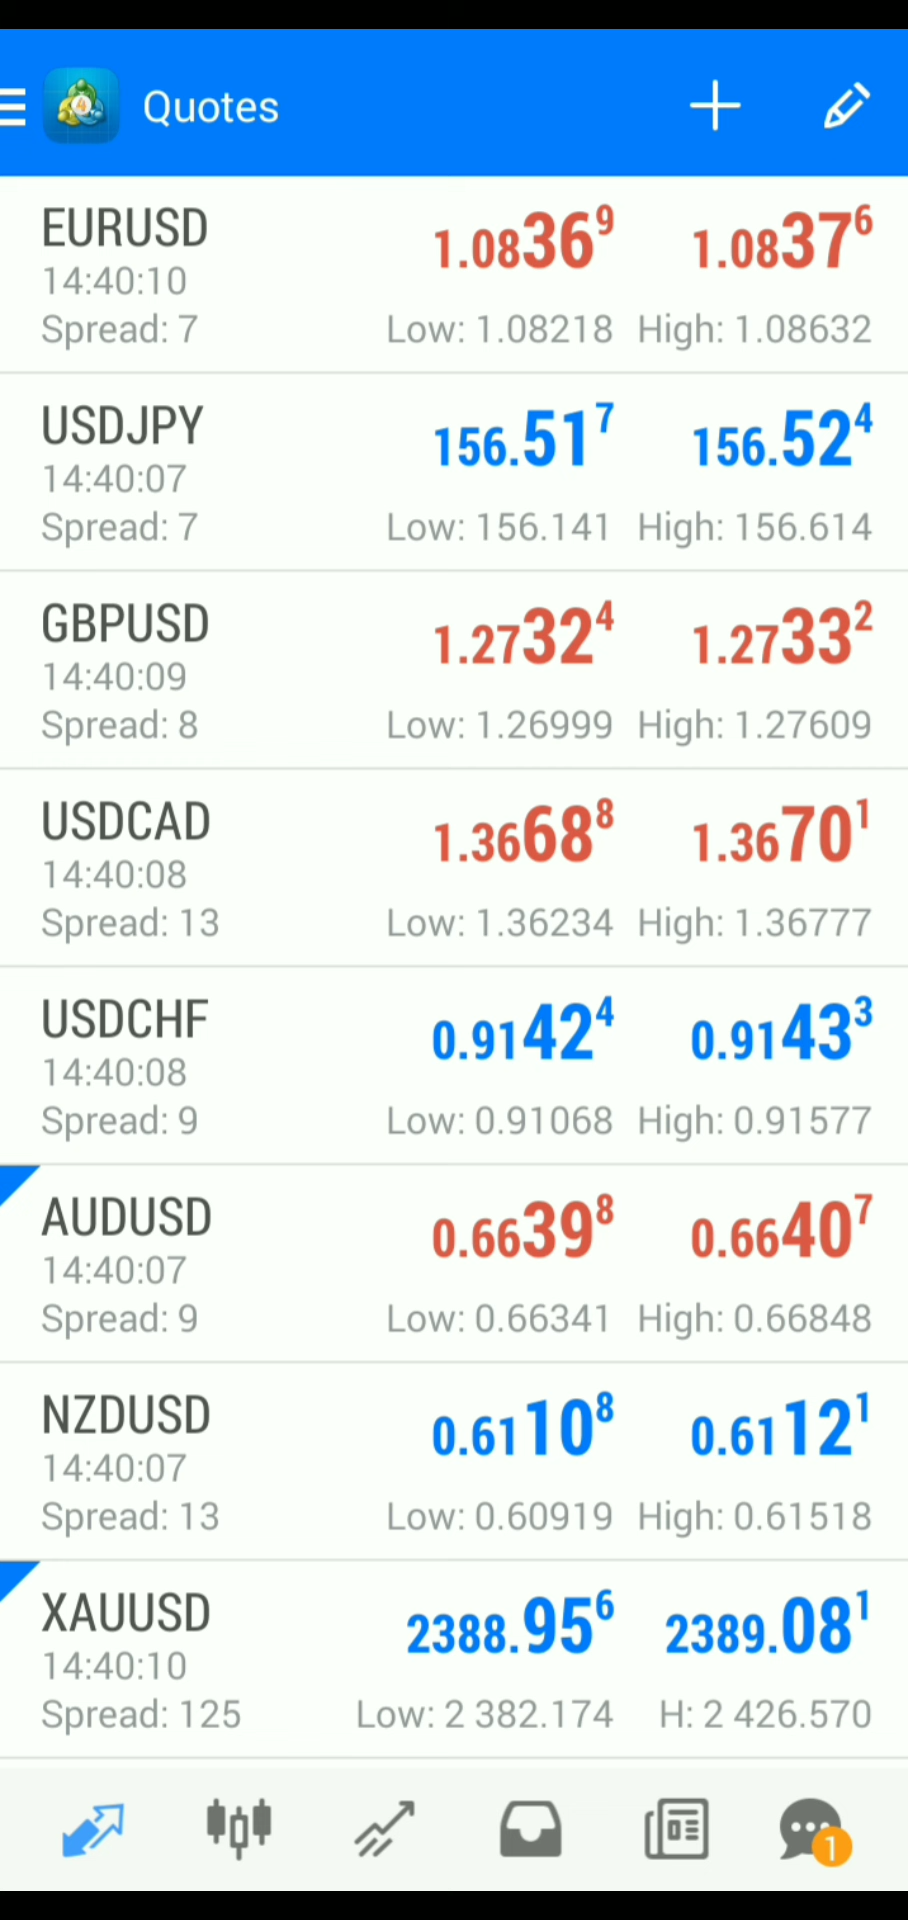 Quotes
EURUSD 1.08369 1.08376
14:40:10
Spread: 7 Low: 1.08218 High: 1.08632
USDJPY 156.517 156.524
14:40:07
Spread: 7 Low: 156.141 High: 156.614
GBPUSD 1.27324 1.27332
14:40:09
Spread: 8 Low: 1.26999 High: 1.27609
USDCAD 1.36688 1.36701
14:40:08
Spread: 13 Low: 1.36234 High: 1.36777
USDCHF 0.91424 0.91433
14:40:08
Spread: 9 Low: 0.91068 High: 0.91577
AUDUSD 0.66398 0.66407
14:40:07
Spread: 9 Low: 0.66341 High: 0.66848
NZDUSD 0.61108 0.61121
14:40:07
Spread: 13 Low: 0.60919 High: 0.61518
XAUUSD 2388.956 2389.081
14:40:10
Spread: 125 Low: 2 382.174 H: 2 426.570
1